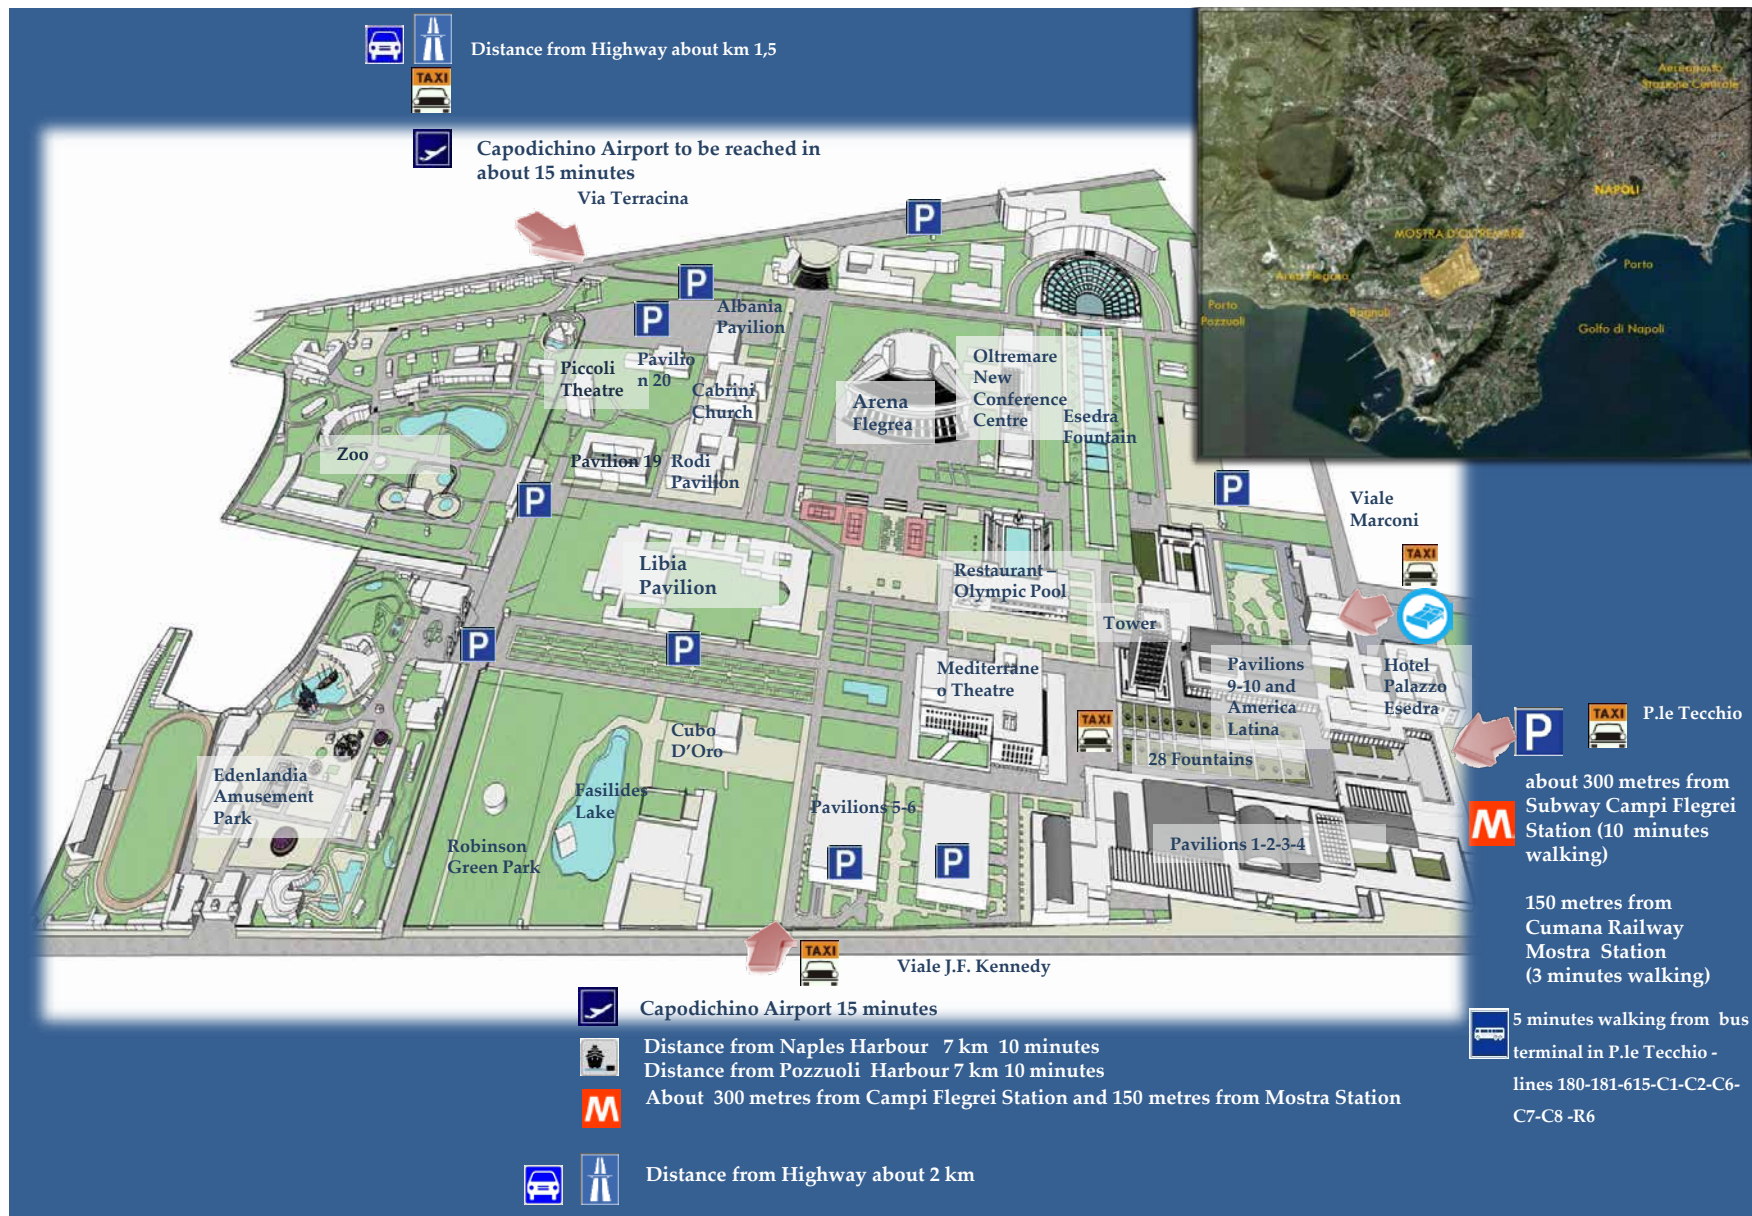 Distance from Highway about km 1,5
TAXI
Capodichino Airport to be reached in
about 15 minutes
Via Terracina
Aereoporto
Stazione Centrale
NAPOLI
MOSTRA D'OLTREMARE
Area Flegrea
Porto
Porto
Pozzuoli
Bagnoli
Golfo di Napoli
P
P
P
Albania
Pavilion
Piccoli
Theatre
Pavilio
n 20
Cabrini
Church
Arena
Flegrea
Oltremare
New
Conference
Centre
Esedra
Fountain
Zoo
Pavilion 19
Rodi
Pavilion
P
P
Viale
Marconi
TAXI
Libia
Pavilion
Restaurant
Olympic Pool
Tower
P
P
Mediterrane
o Theatre
Pavilions
9-10 and
America
Latina
Hotel
Palazzo
Esedra
TAXI
P
TAXI
P.le Tecchio
Cubo
D'Oro
28 Fountains
Edenlandia
Amusement
Park
Fasilides
Lake
Pavilions 5-6
Robinson
Green Park
P
P
Pavilions 1-2-3-4
M
about 300 metres from
Subway Campi Flegrei
Station (10 minutes
walking)
150 metres from
Cumana Railway
Mostra Station
(3 minutes walking)
TAXI
Viale J.F. Kennedy
Capodichino Airport 15 minutes
Distance from Naples Harbour 7 km 10 minutes
Distance from Pozzuoli Harbour 7 km 10 minutes
M
About 300 metres from Campi Flegrei Station and 150 metres from Mostra Station
5 minutes walking from bus
terminal in P.le Tecchio -
lines 180-181-615-C1-C2-C6-
C7-C8 -R6
Distance from Highway about 2 km